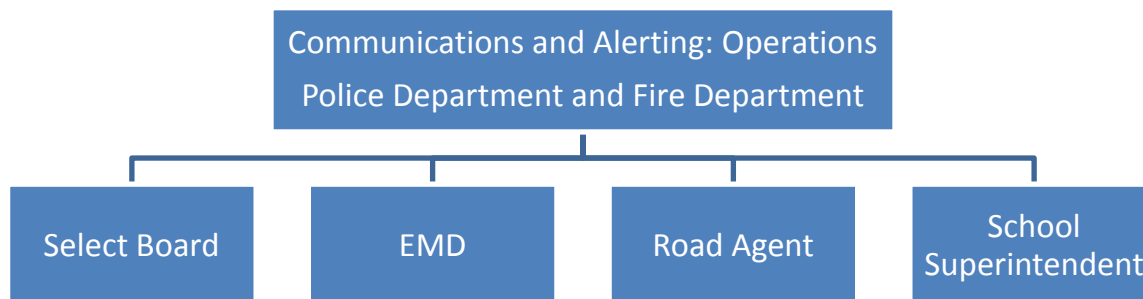 Communications and Alerting: Operations
Police Department and Fire Department
Select Board
EMD
Road Agent
School
Superintendent